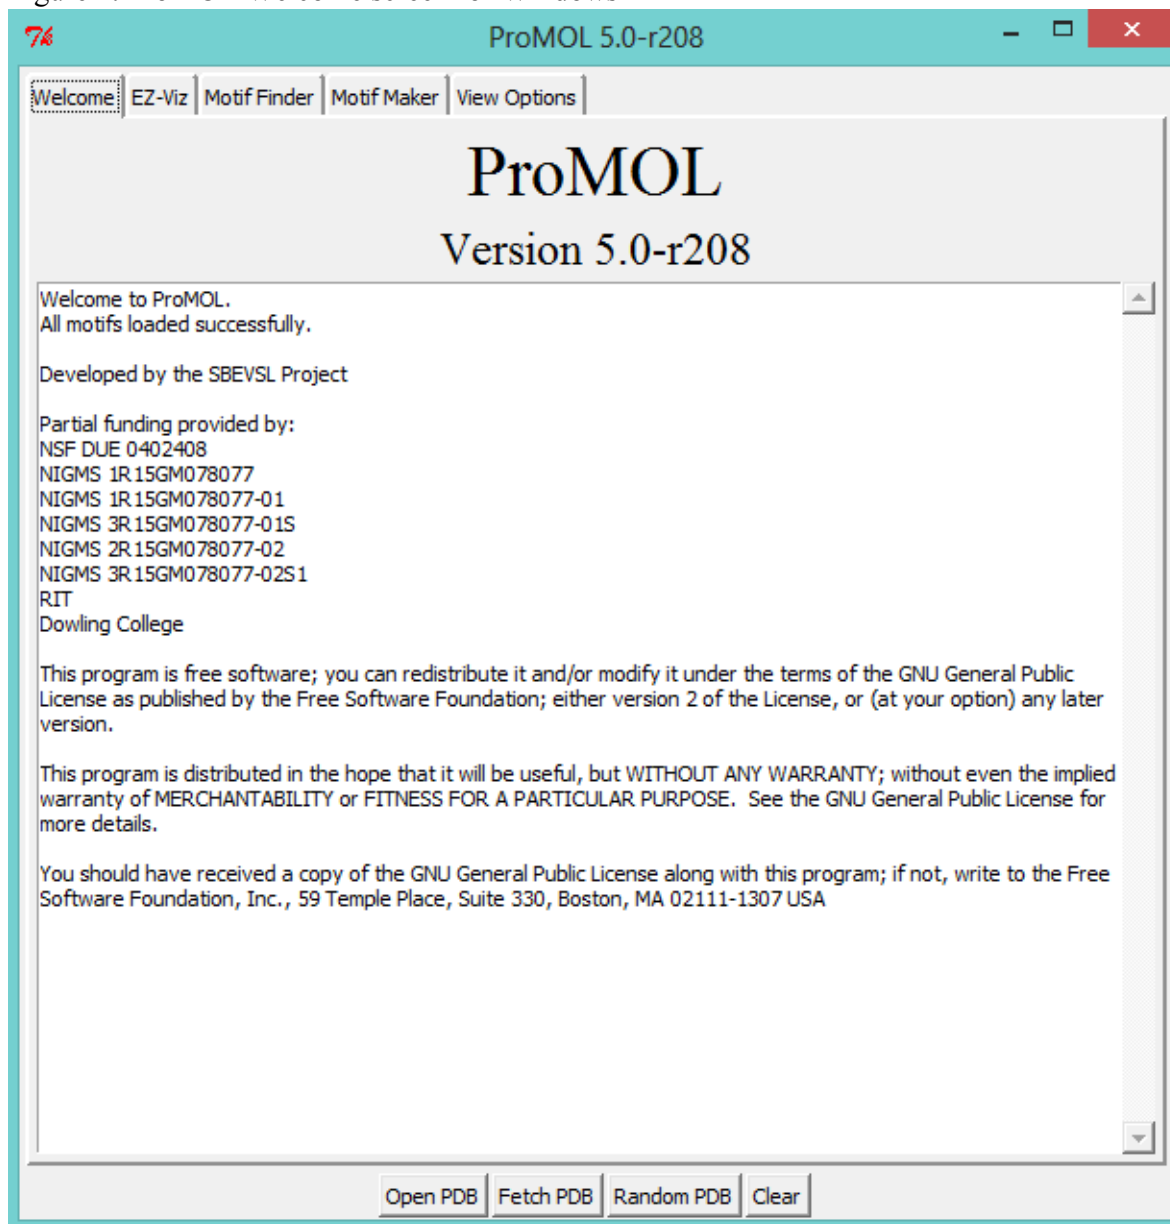 ProMOL 5.0-r208
Welcome EZ-Viz Motif Finder Motif Maker View Options
ProMOL
Version 5.0-r208
Welcome to ProMOL.
All motifs loaded successfully.
Developed by the SBEVSL Project
Partial funding provided by:
NSF DUE 0402408
NIGMS 1R15GM078077
NIGMS 1R15GM078077-01
NIGMS 3R15GM078077-01S
NIGMS 2R15GM078077-02
NIGMS 3R15GM078077-02S1
RIT
Dowling College
This program is free software; you can redistribute it and/or modify it under the terms of the GNU General Public
License as published by the Free Software Foundation; either version 2 of the License, or (at your option) any later
version.
This program is distributed in the hope that it will be useful, but WITHOUT ANY WARRANTY; without even the implied
warranty of MERCHANTABILITY or FITNESS FOR A PARTICULAR PURPOSE.  See the GNU General Public License for
more details.
You should have received a copy of the GNU General Public License along with this program; if not, write to the Free
Software Foundation, Inc., 59 Temple Place, Suite 330, Boston, MA 02111-1307 USA
Open PDB Fetch PDB Random PDB Clear